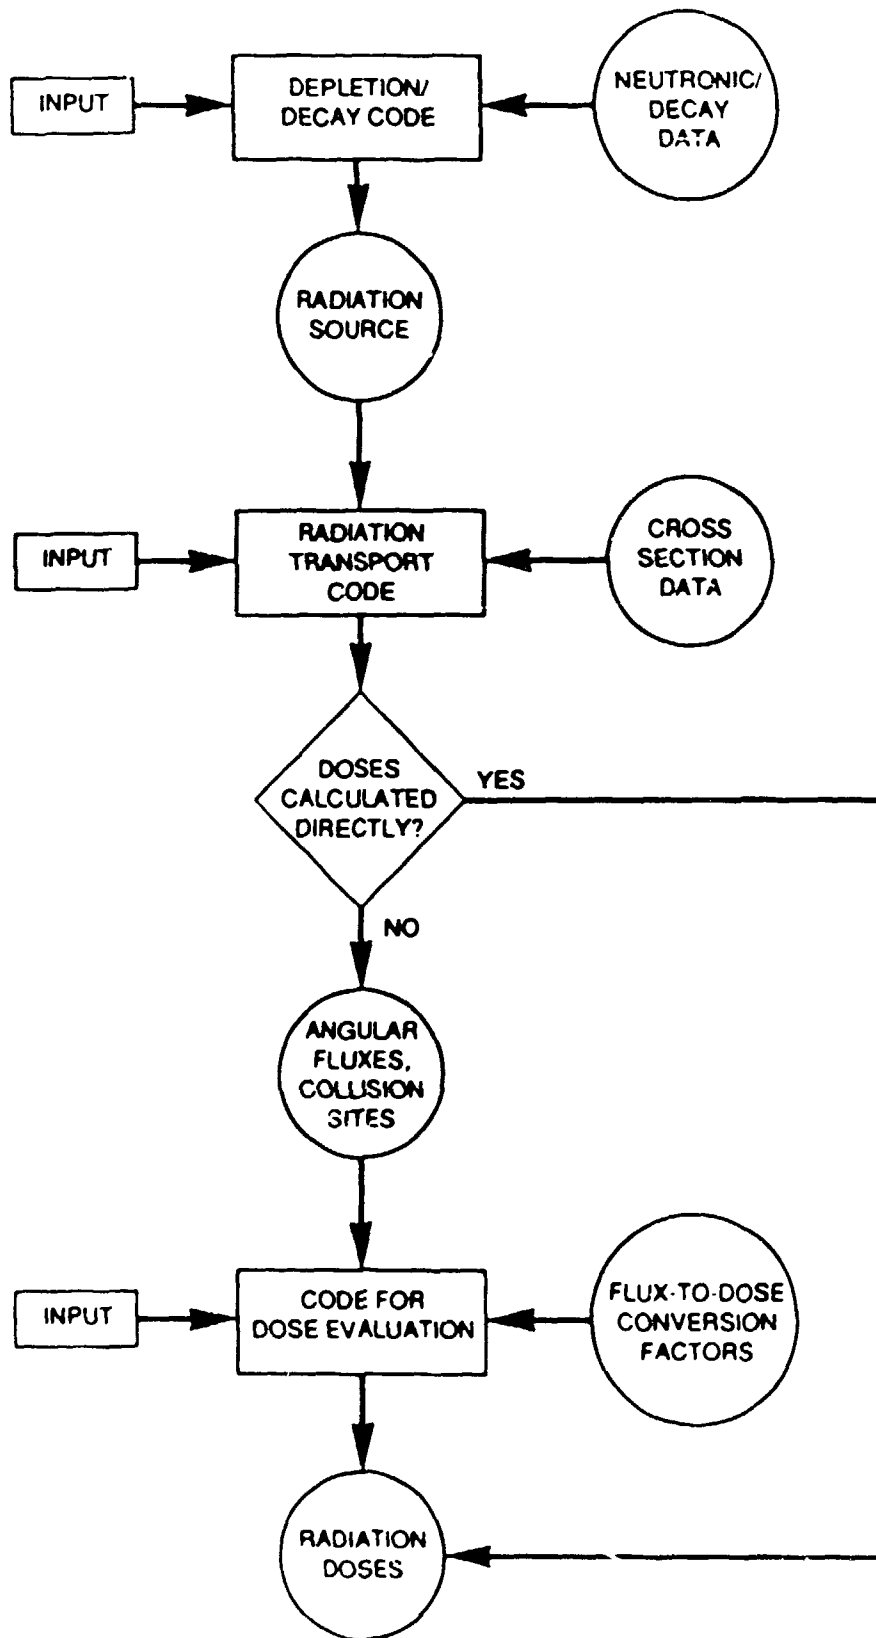 INPUT
DEPLETION/
DECAY CODE
NEUTRONIC/
DECAY
DATA
RADIATION
SOURCE
INPUT
RADIATION
TRANSPORT
CODE
CROSS
SECTION
DATA
DOSES
CALCULATED
DIRECTLY?
YES
NO
ANGULAR
FLUXES,
COLLISION
SITES
INPUT
CODE FOR
DOSE EVALUATION
FLUX-TO-DOSE
CONVERSION
FACTORS
RADIATION
DOSES